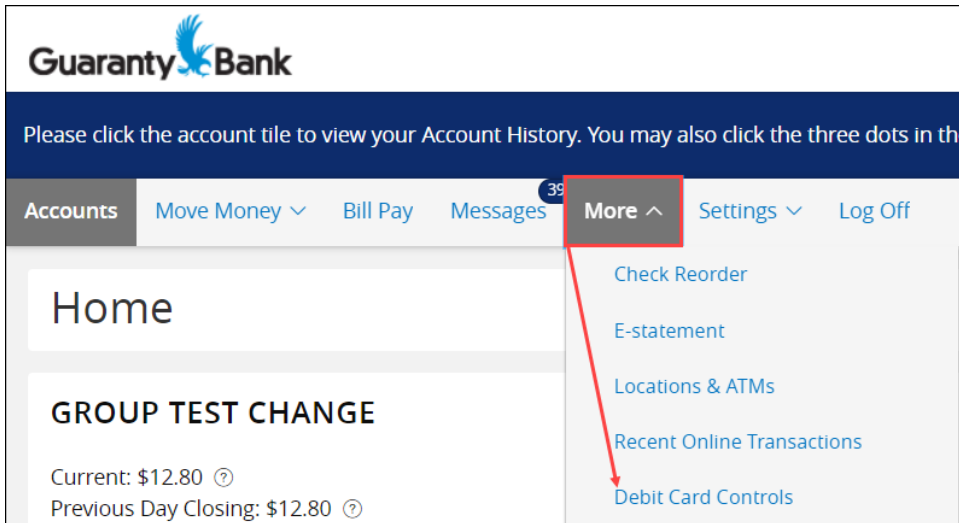 Guaranty Bank
Please click the account tile to view your Account History. You may also click the three dots in th
Accounts Move Money Bill Pay Messages 39 More Settings Log Off
Check Reorder
Home
E-statement
Locations & ATMs
GROUP TEST CHANGE
Recent Online Transactions
Current: $12.80 ?
Debit Card Controls
Previous Day Closing: $12.80 ?